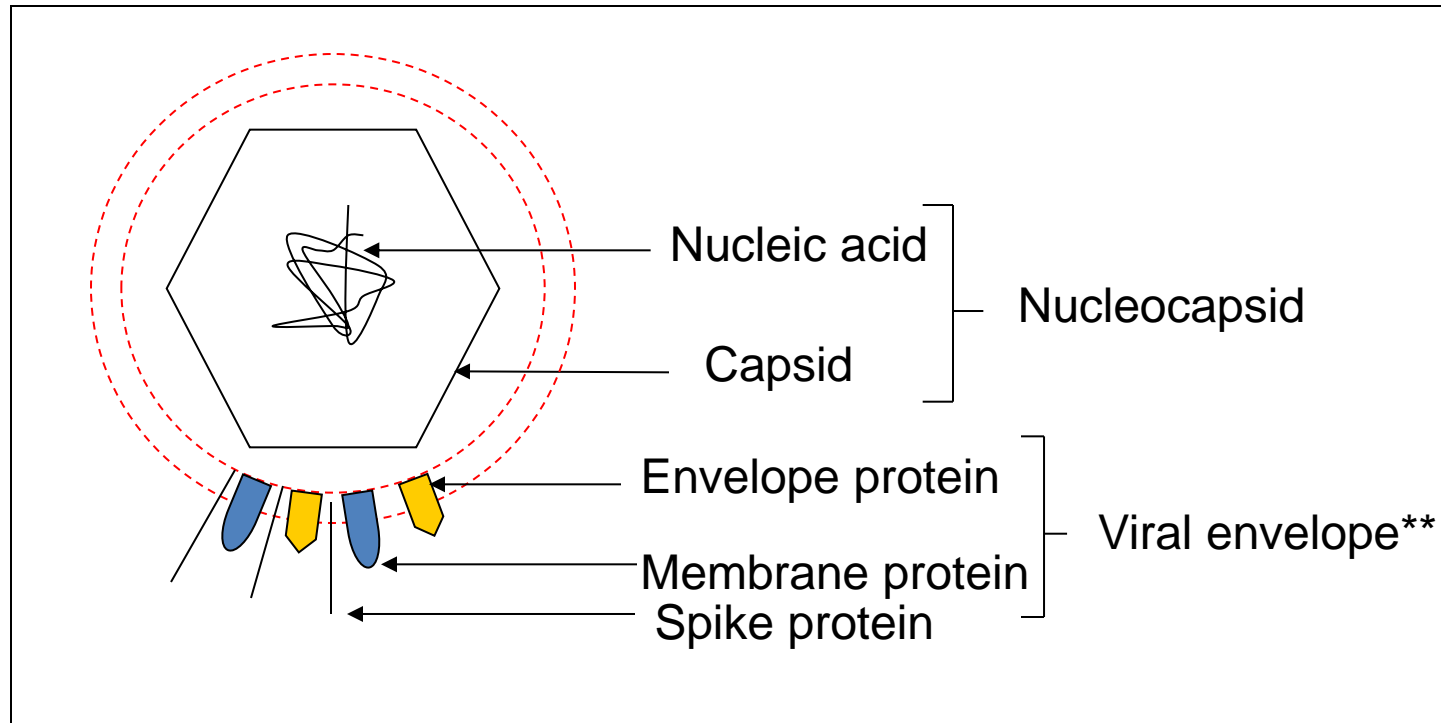 Nucleic acid
Nucleocapsid
Capsid
Envelope protein
Viral envelope**
Membrane protein
Spike protein